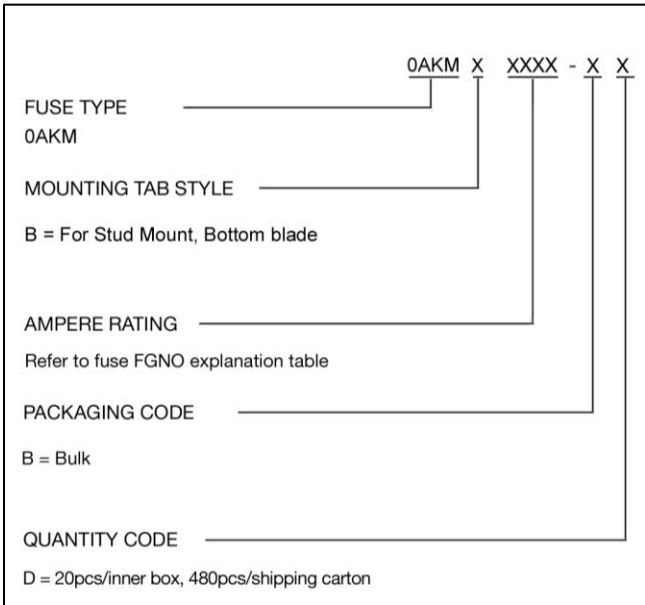 0AKM X XXXX - X X
FUSE TYPE
0AKM
MOUNTING TAB STYLE
B = For Stud Mount, Bottom blade
AMPERE RATING
Refer to fuse FGNO explanation table
PACKAGING CODE
B = Bulk
QUANTITY CODE
D = 20pcs/inner box, 480pcs/shipping carton